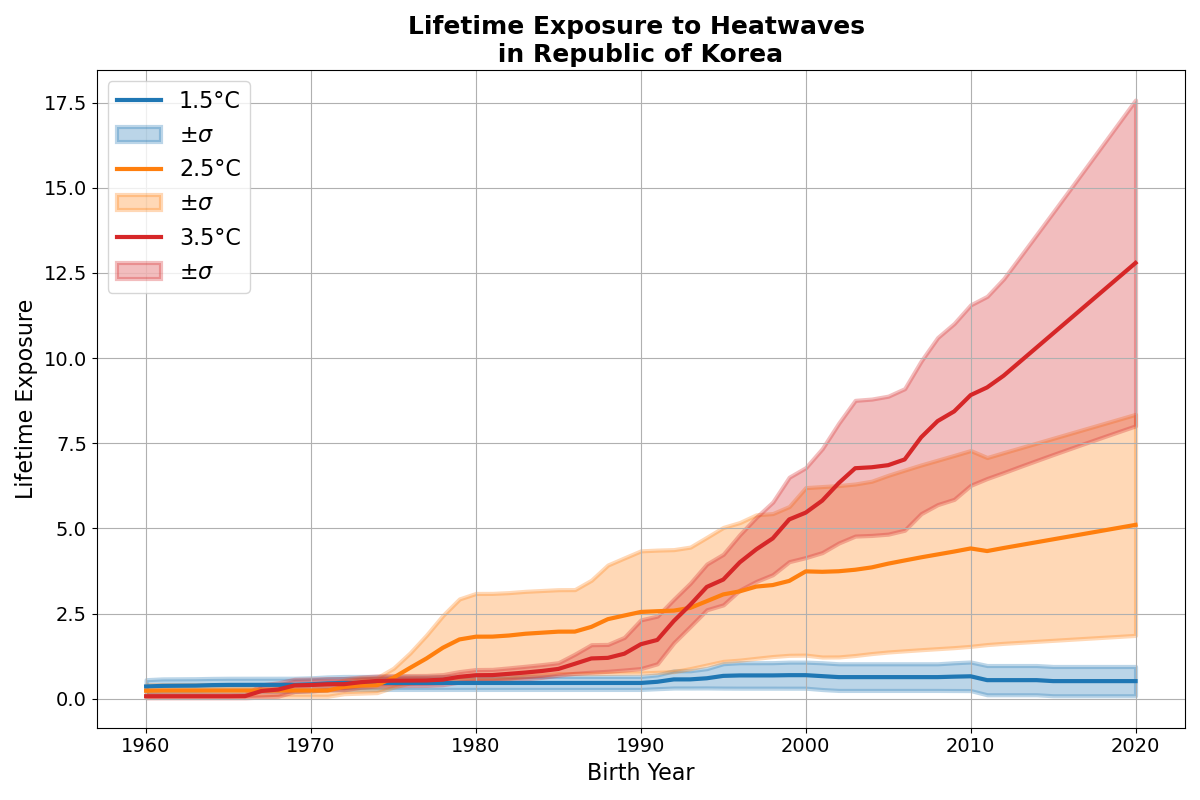 Lifetime Exposure to Heatwaves
in Republic of Korea
1.5°C
±σ
2.5°C
±σ
3.5°C
±σ
Lifetime Exposure
17.5
15.0
12.5
10.0
7.5
5.0
2.5
0.0
1960 1970 1980 1990 2000 2010 2020
Birth Year